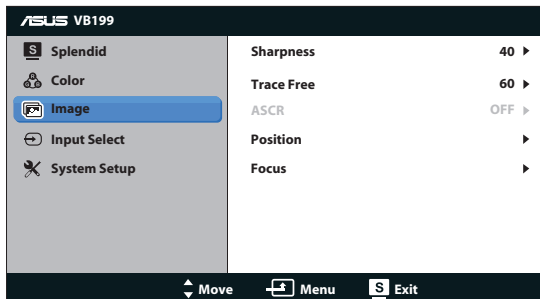 ASUS VB199
S Splendid
Color
Image
Input Select
System Setup
Sharpness 40
Trace Free 60
ASCR OFF
Position
Focus
Move Menu S Exit